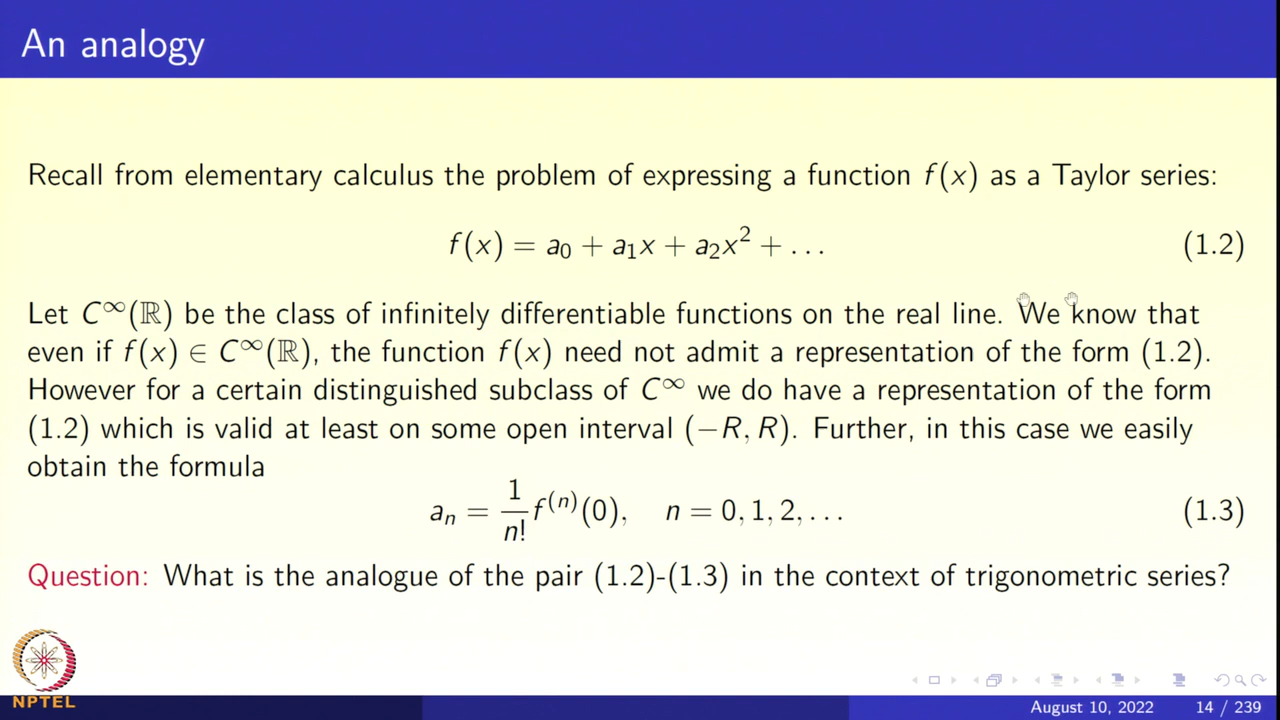 An analogy
Recall from elementary calculus the problem of expressing a function f(x) as a Taylor series:
f(x) = a₀ + a₁x + a₂x² + . . . (1.2)
Let C^∞(ℝ) be the class of infinitely differentiable functions on the real line. We know that
even if f(x) ∈ C^∞(ℝ), the function f(x) need not admit a representation of the form (1.2).
However for a certain distinguished subclass of C^∞ we do have a representation of the form
(1.2) which is valid at least on some open interval (−R, R). Further, in this case we easily
obtain the formula
aₙ = 1/n! f⁽ⁿ⁾(0), n = 0, 1, 2, . . . (1.3)
Question: What is the analogue of the pair (1.2)-(1.3) in the context of trigonometric series?
NPTEL
August 10, 2022 14 / 239